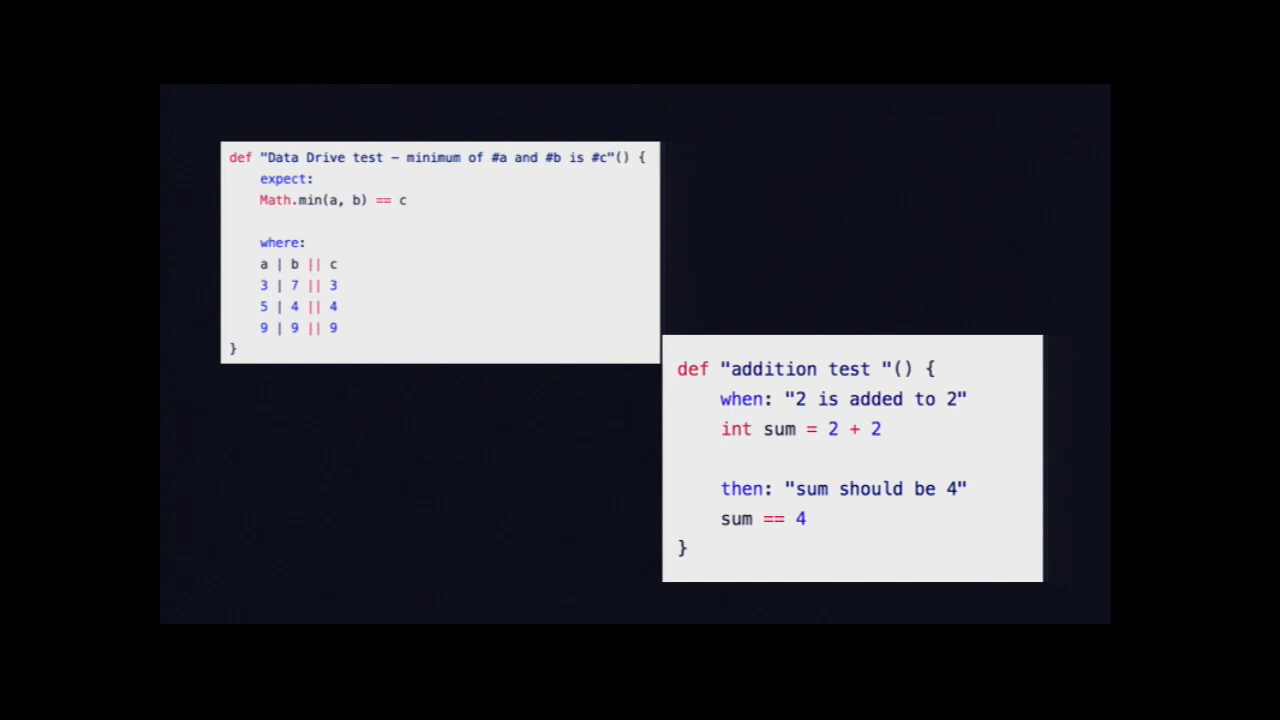 def "Data Drive test – minimum of #a and #b is #c"() {
expect:
Math.min(a, b) == c
where:
a | b || c
3 | 7 || 3
5 | 4 || 4
9 | 9 || 9
}
def "addition test "() {
when: "2 is added to 2"
int sum = 2 + 2
then: "sum should be 4"
sum == 4
}